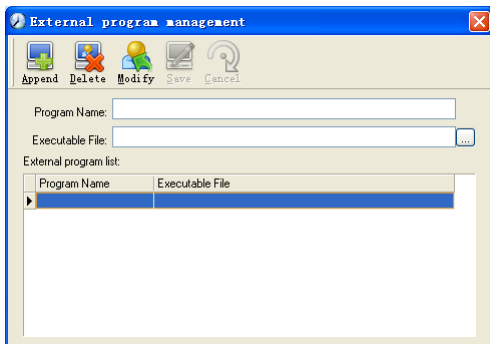 External program management
Append Delete Modify Save Cancel
Program Name:
Executable File:
...
External program list:
Program Name Executable File